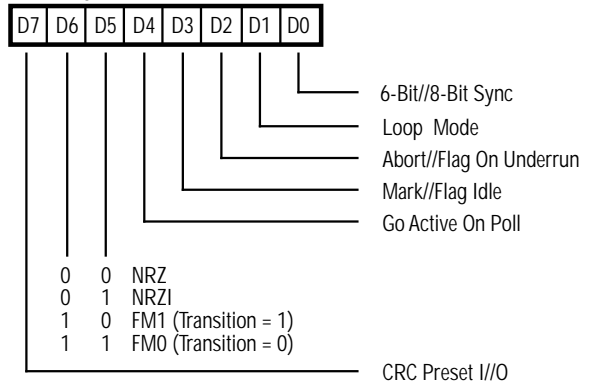 D7 D6 D5 D4 D3 D2 D1 D0
6-Bit//8-Bit Sync
Loop Mode
Abort//Flag On Underrun
Mark//Flag Idle
Go Active On Poll
0 0 NRZ
0 1 NRZI
1 0 FM1 (Transition = 1)
1 1 FM0 (Transition = 0)
CRC Preset I//O